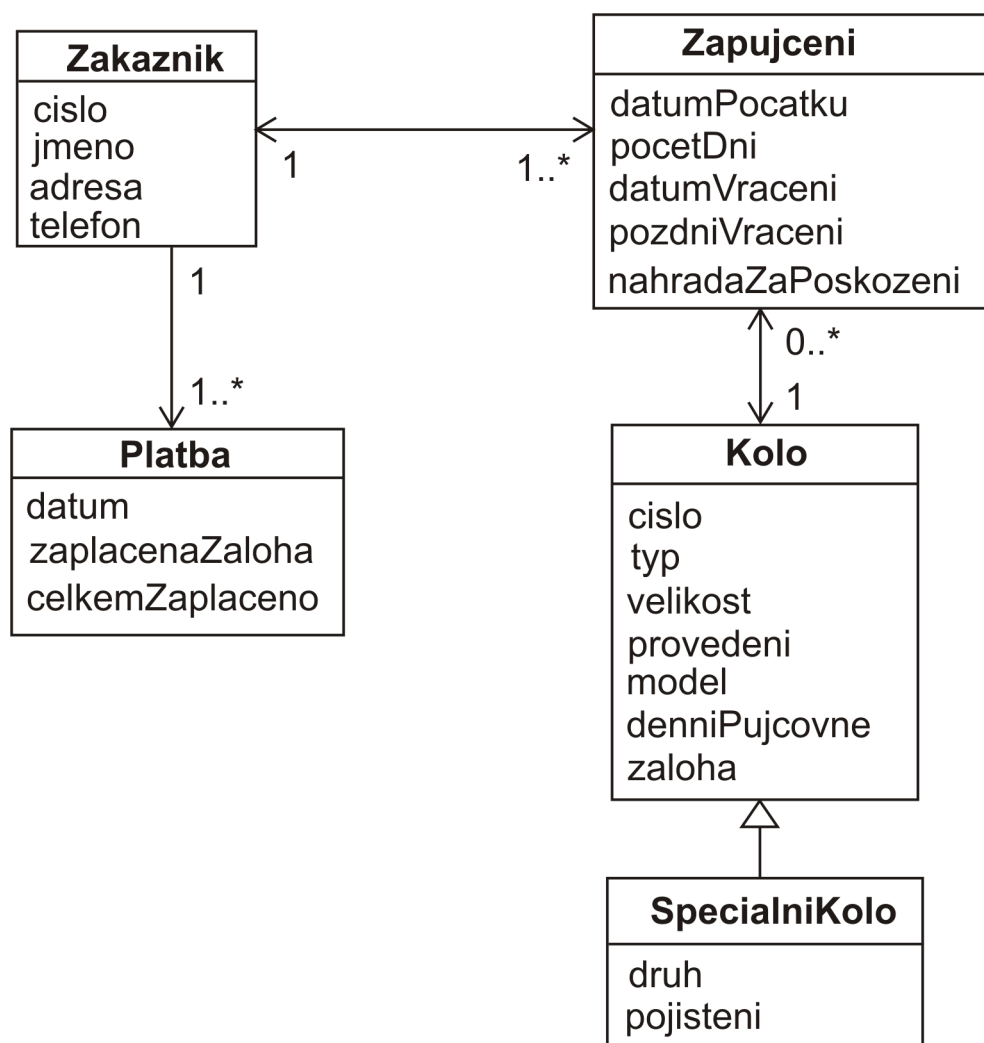 Zakaznik
cislo
jmeno
adresa
telefon
1
1..*
Zapujceni
datumPocatku
pocetDni
datumVraceni
pozdniVraceni
nahradaZaPoskozeni
1
1..*
0..*
1
Platba
datum
zaplacenaZaloha
celkemZaplaceno
Kolo
cislo
typ
velikost
provedeni
model
denniPujcovne
zaloha
SpecialniKolo
druh
pojisteni